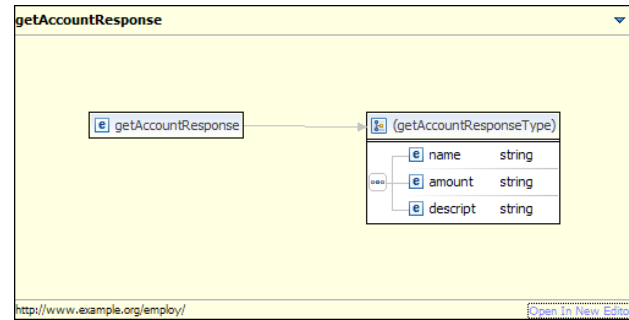 getAccountResponse
e getAccountResponse
(getAccountResponseType)
e name string
e amount string
e descript string
http://www.example.org/employ/ Open In New Edito